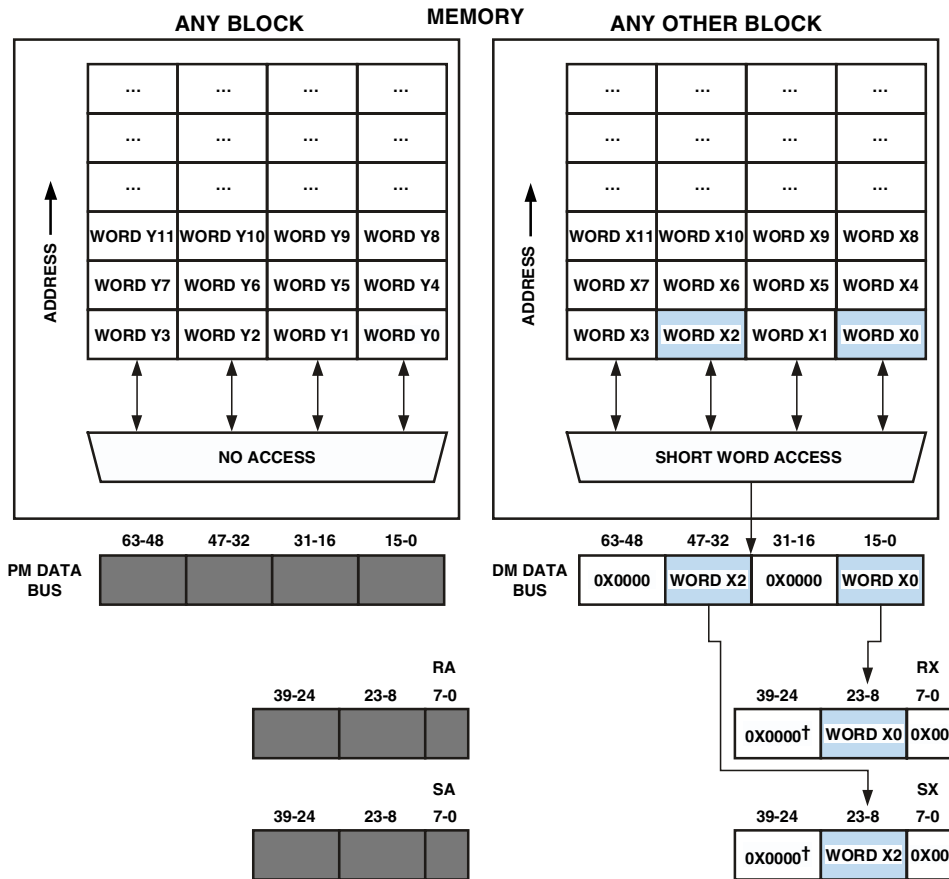 MEMORY
ANY BLOCK
ANY OTHER BLOCK
... ... ... ...
... ... ... ...
... ... ... ...
WORD Y11 WORD Y10 WORD Y9 WORD Y8
WORD Y7 WORD Y6 WORD Y5 WORD Y4
WORD Y3 WORD Y2 WORD Y1 WORD Y0
ADDRESS
NO ACCESS
... ... ... ...
... ... ... ...
... ... ... ...
WORD X11 WORD X10 WORD X9 WORD X8
WORD X7 WORD X6 WORD X5 WORD X4
WORD X3 WORD X2 WORD X1 WORD X0
ADDRESS
SHORT WORD ACCESS
63-48 47-32 31-16 15-0
PM DATA
BUS
63-48 47-32 31-16 15-0
DM DATA
BUS
0X0000 WORD X2 0X0000 WORD X0
RA
39-24 23-8 7-0
RX
39-24 23-8 7-0
0X0000† WORD X0 0X00
SA
39-24 23-8 7-0
SX
39-24 23-8 7-0
0X0000† WORD X2 0X00